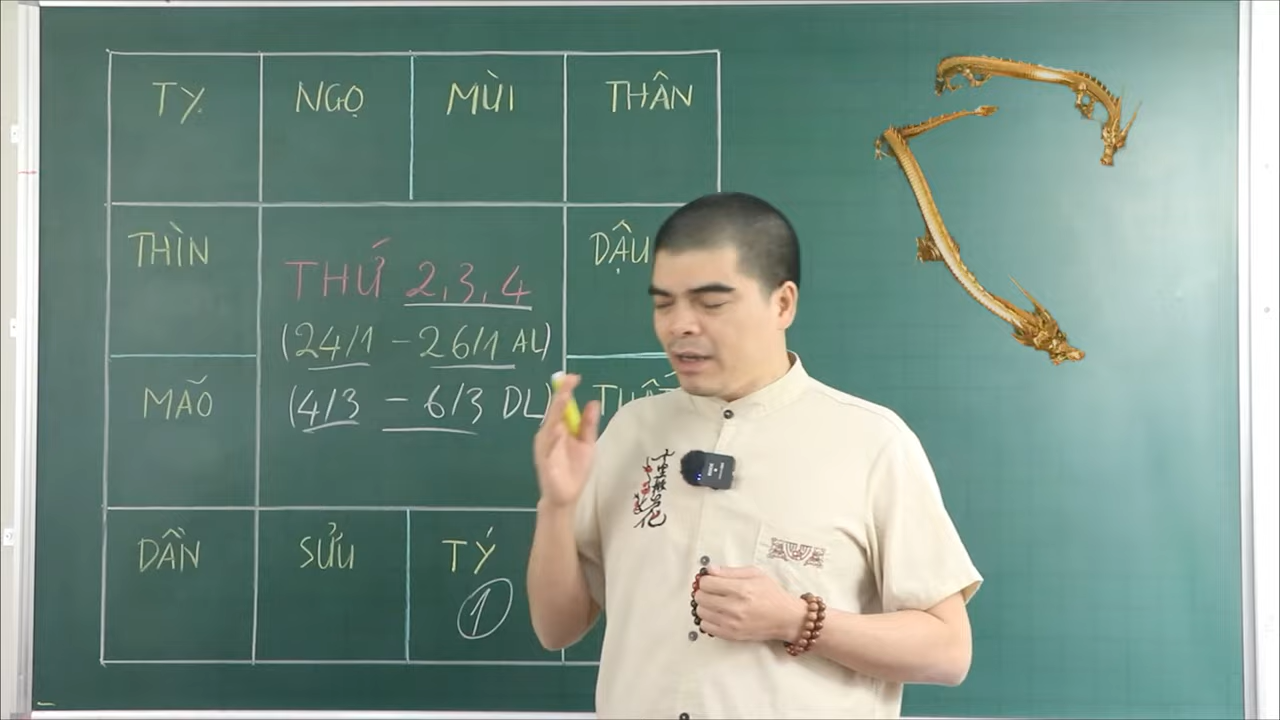 TỴ NGỌ MÙI THÂN
THÌN DẬU
THỨ 2,3,4
(24/1 - 26/1 AL)
MÃO (4/3 - 6/3 DL)
DẦN SỬU TÝ
1